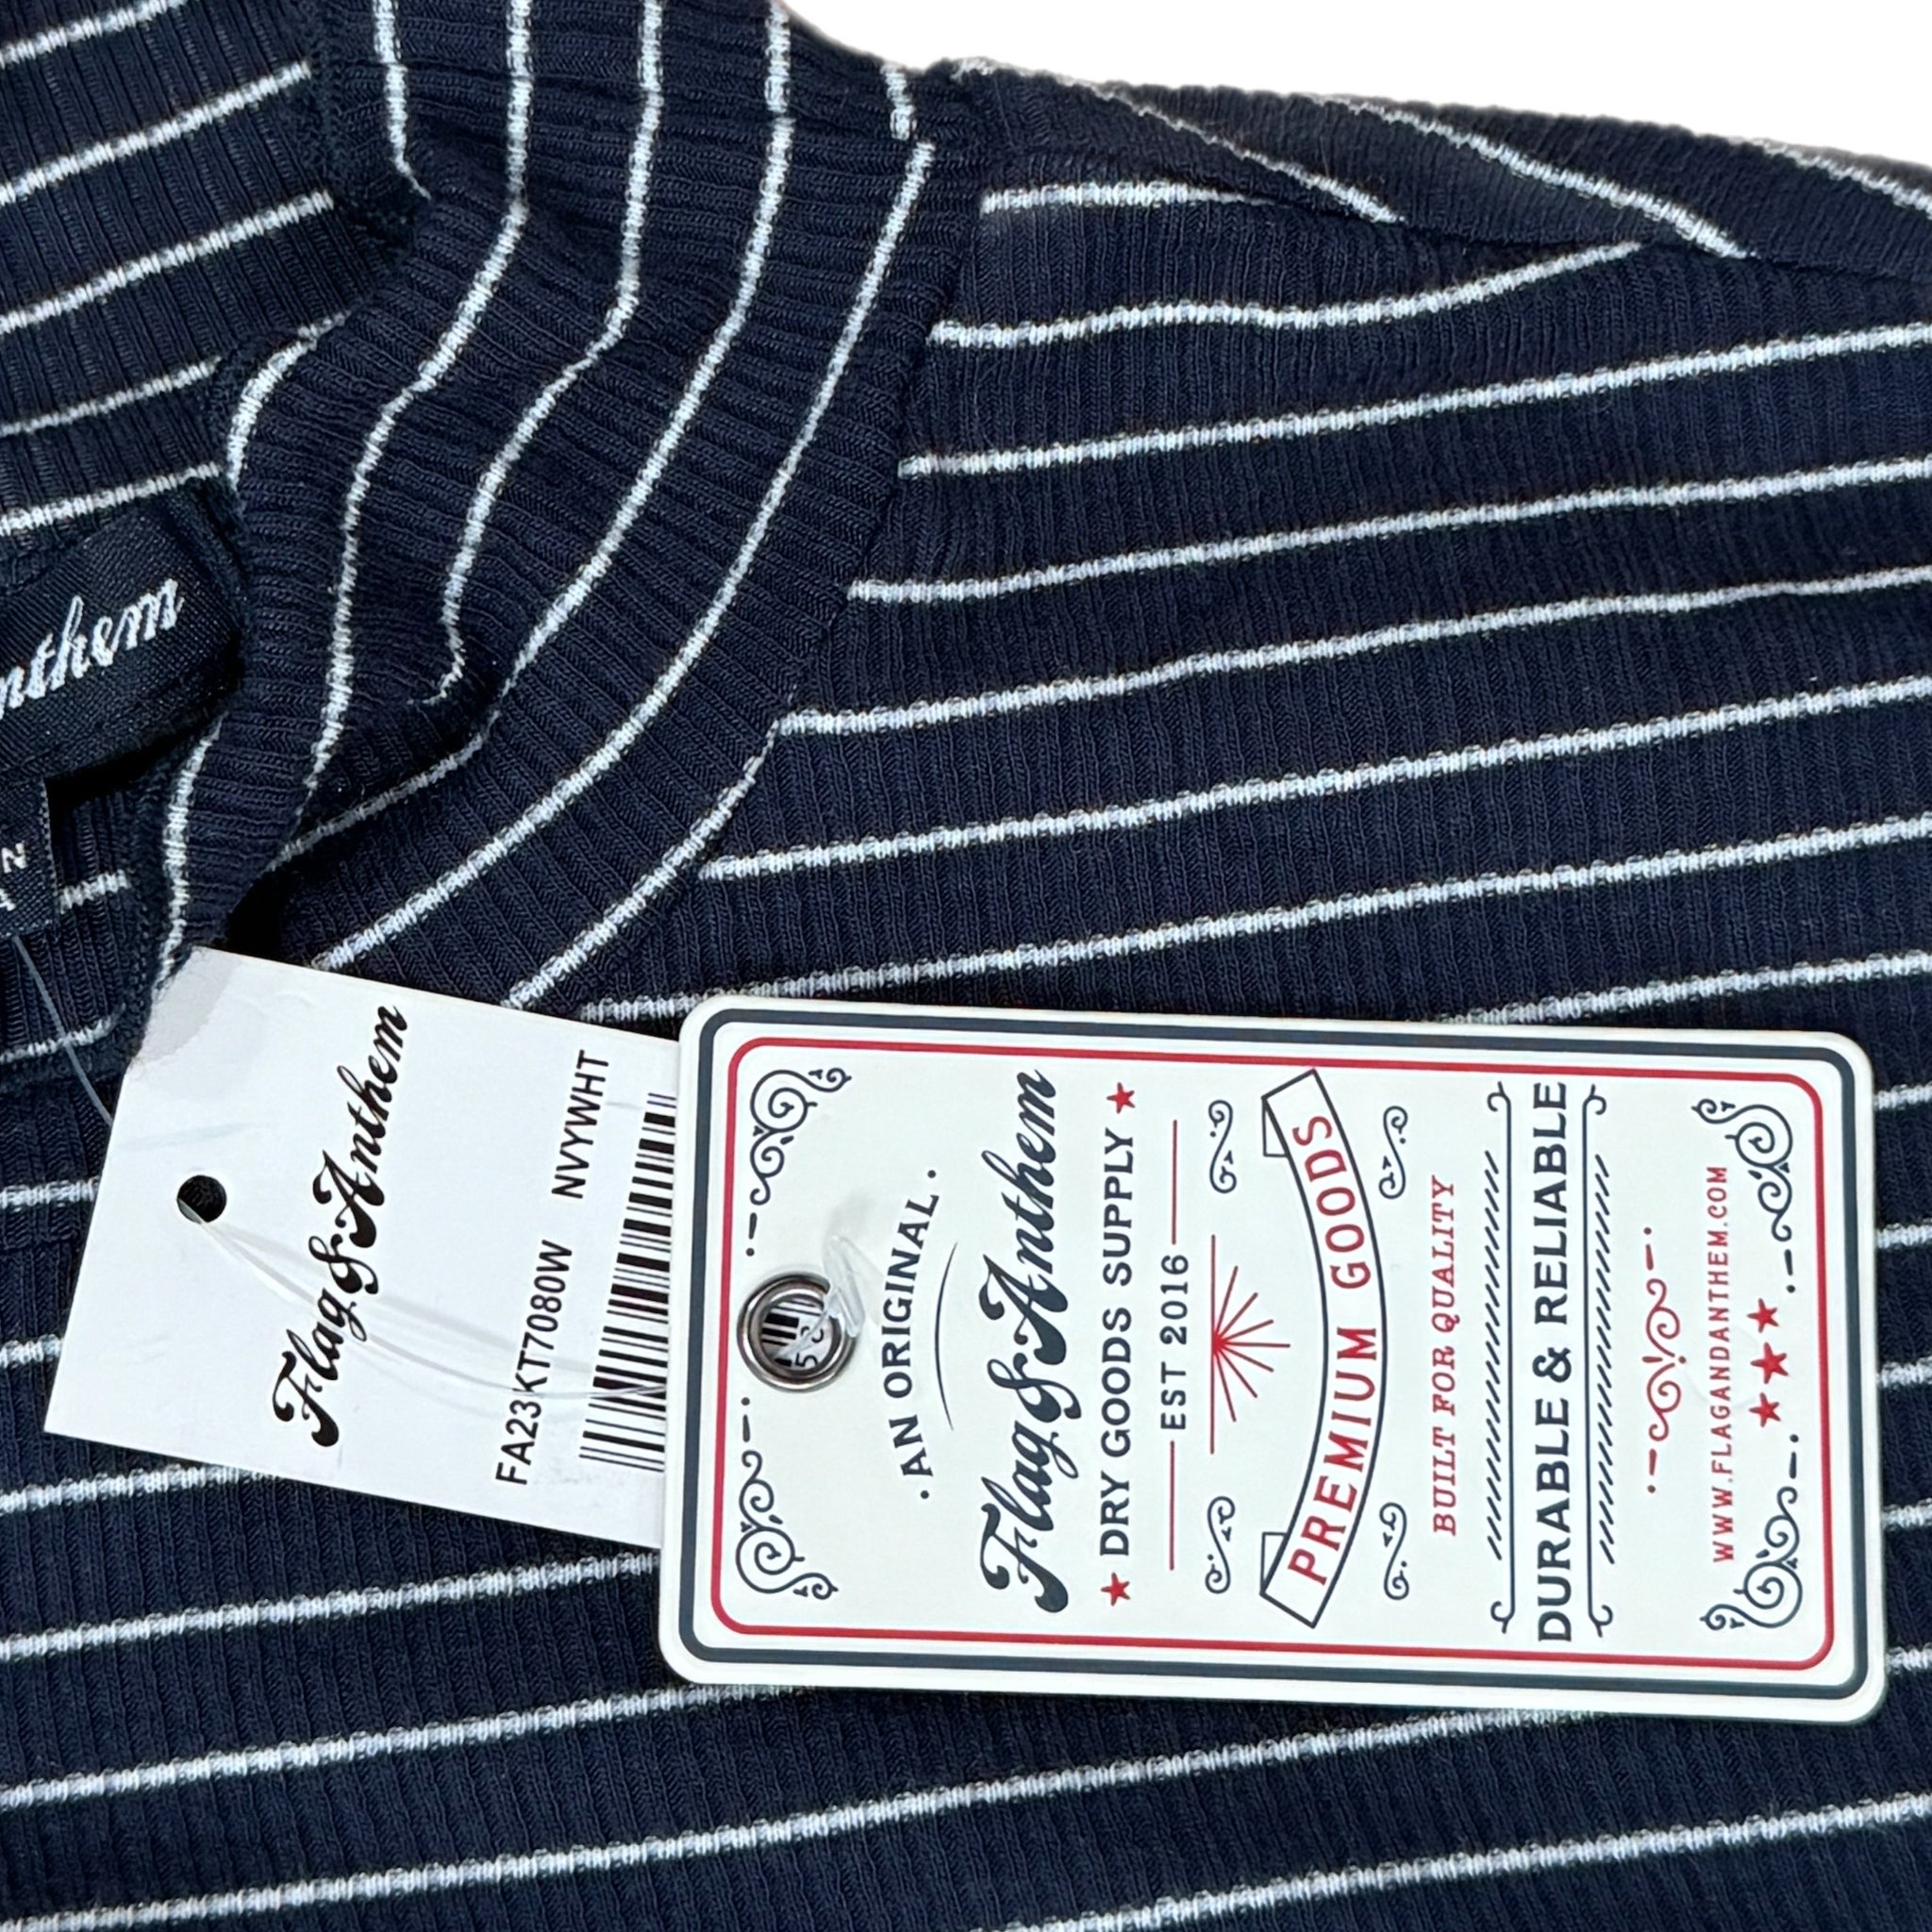 Flag & Anthem
FA23KT7080W NVYWHT
• AN ORIGINAL •
Flag & Anthem
DRY GOODS SUPPLY
EST 2016
PREMIUM GOODS
BUILT FOR QUALITY
DURABLE & RELIABLE
WWW.FLAGANDANTHEM.COM